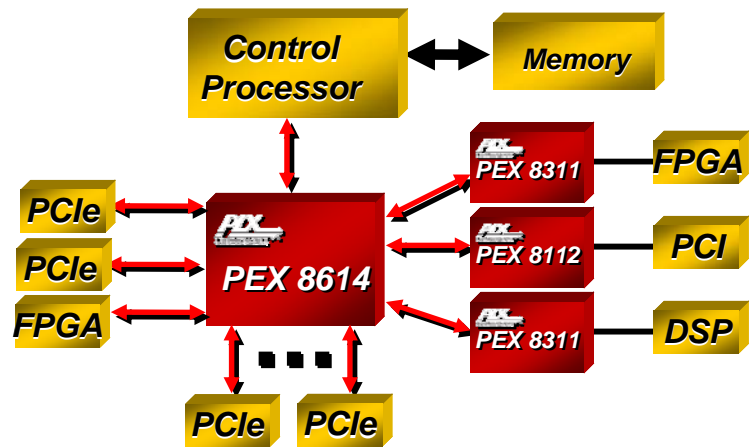 Control
Processor
Memory
PEX 8311
FPGA
PCIe
PEX 8112
PCI
PCIe
PEX 8614
FPGA
PEX 8311
DSP
PCIe
PCIe